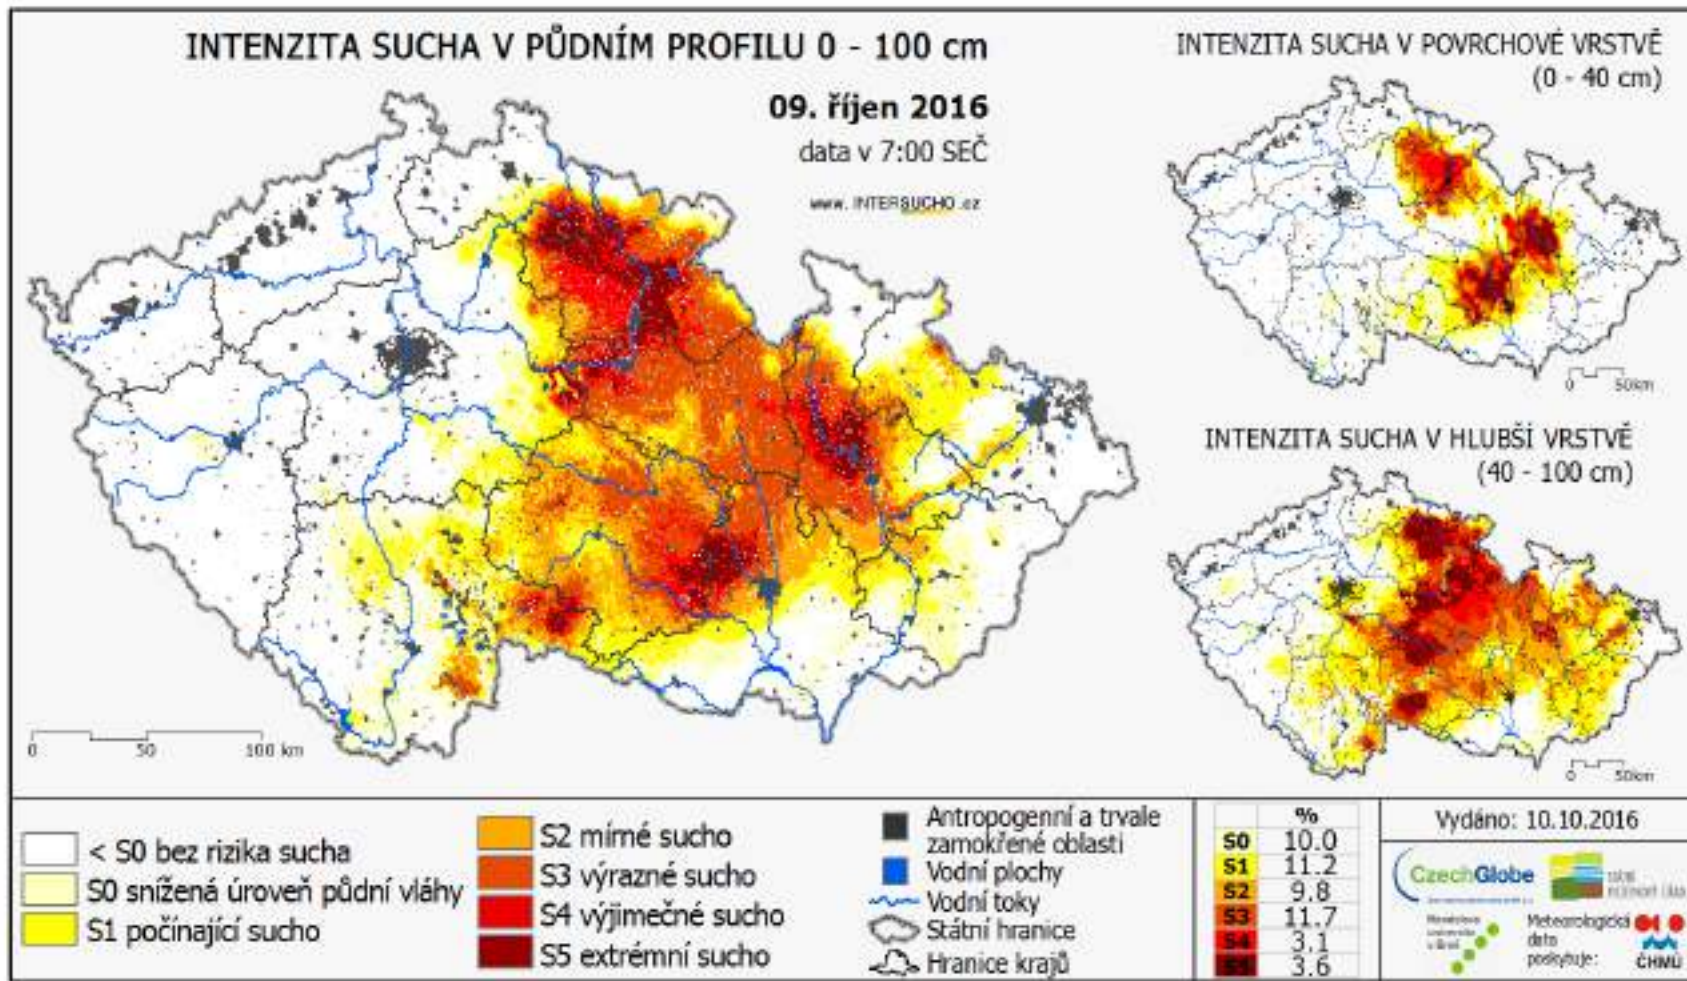 INTENZITA SUCHA V PŮDNÍM PROFILU 0 - 100 cm
09. říjen 2016
data v 7:00 SEČ
www. INTERSUCHO .cz
0 50 100 km
INTENZITA SUCHA V POVRCHOVÉ VRSTVĚ
(0 - 40 cm)
0 50km
INTENZITA SUCHA V HLUBŠÍ VRSTVĚ
(40 - 100 cm)
0 50km
< S0 bez rizika sucha
S0 snížená úroveň půdní vláhy
S1 počínající sucho
S2 mírné sucho
S3 výrazné sucho
S4 výjimečné sucho
S5 extrémní sucho
Antropogenní a trvale
zamokřené oblasti
Vodní plochy
Vodní toky
Státní hranice
Hranice krajů
%
S0 10.0
S1 11.2
S2 9.8
S3 11.7
S4 3.1
S5 3.6
Vydáno: 10.10.2016
CzechGlobe
Mendelova
univerzita
v Brně
Meteorologická
data
poskytuje:
ČHMÚ